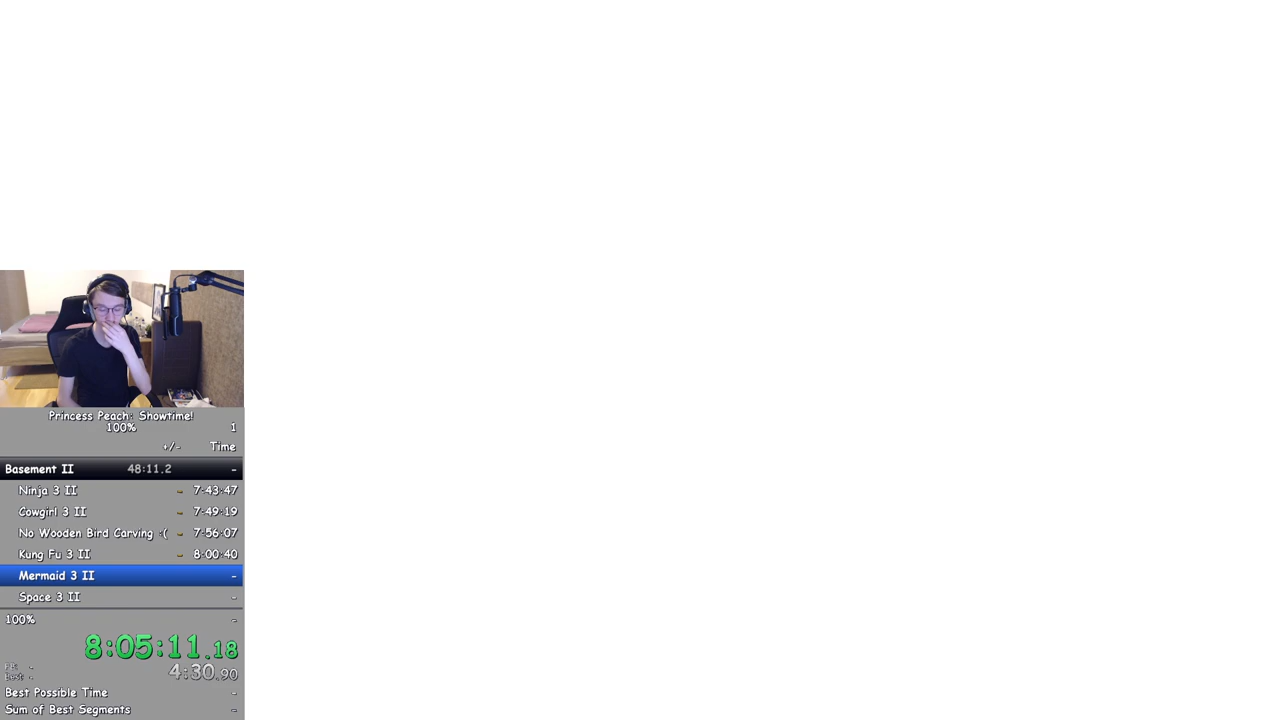 Princess Peach: Showtime!
100% 1
+/- Time
Basement II 48:11.2 -
Ninja 3 II - 7:43:47
Cowgirl 3 II - 7:49:19
No Wooden Bird Carving :( - 7:56:07
Kung Fu 3 II - 8:00:40
Mermaid 3 II -
Space 3 II -
100% -
8:05:11.18
PB: -
Best: -
4:30.90
Best Possible Time -
Sum of Best Segments -